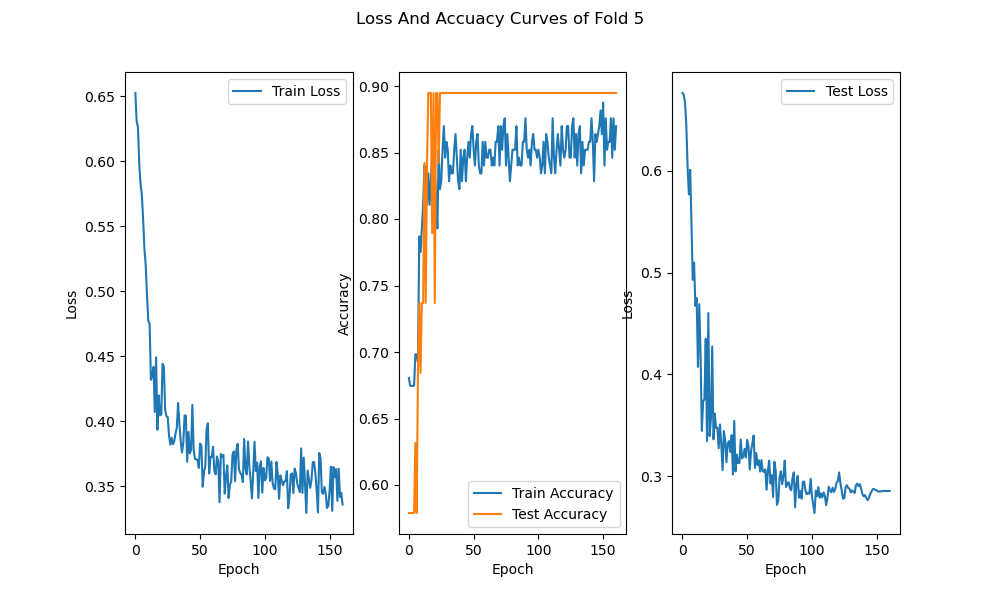 Loss And Accuacy Curves of Fold 5
Loss
0.65
0.60
0.55
0.50
0.45
0.40
0.35
0
50
100
150
Epoch
Train Loss
Accuracy
0.90
0.85
0.80
0.75
0.70
0.65
0.60
0
50
100
150
Epoch
Train Accuracy
Test Accuracy
Loss
0.6
0.5
0.4
0.3
0
50
100
150
Epoch
Test Loss